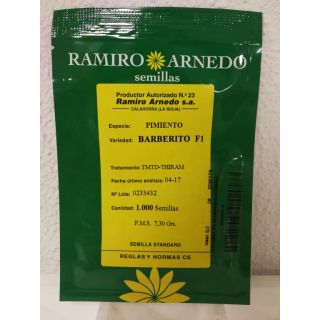 RAMIRO ARNEDO
semillas
Productor Autorizado N.º 23
Ramiro Arnedo s.a.
CALAHORRA (LA RIOJA)
Especie: PIMIENTO
Variedad: BARBERITO F1
Tratamiento: TMTD-THIRAM
Fecha último análisis: 04-17
Nº Lote: 0233432
Cantidad: 1.000 Semillas
P.M.S. 7,30 Grs.
SEMILLA STANDARD
REGLAS Y NORMAS CE